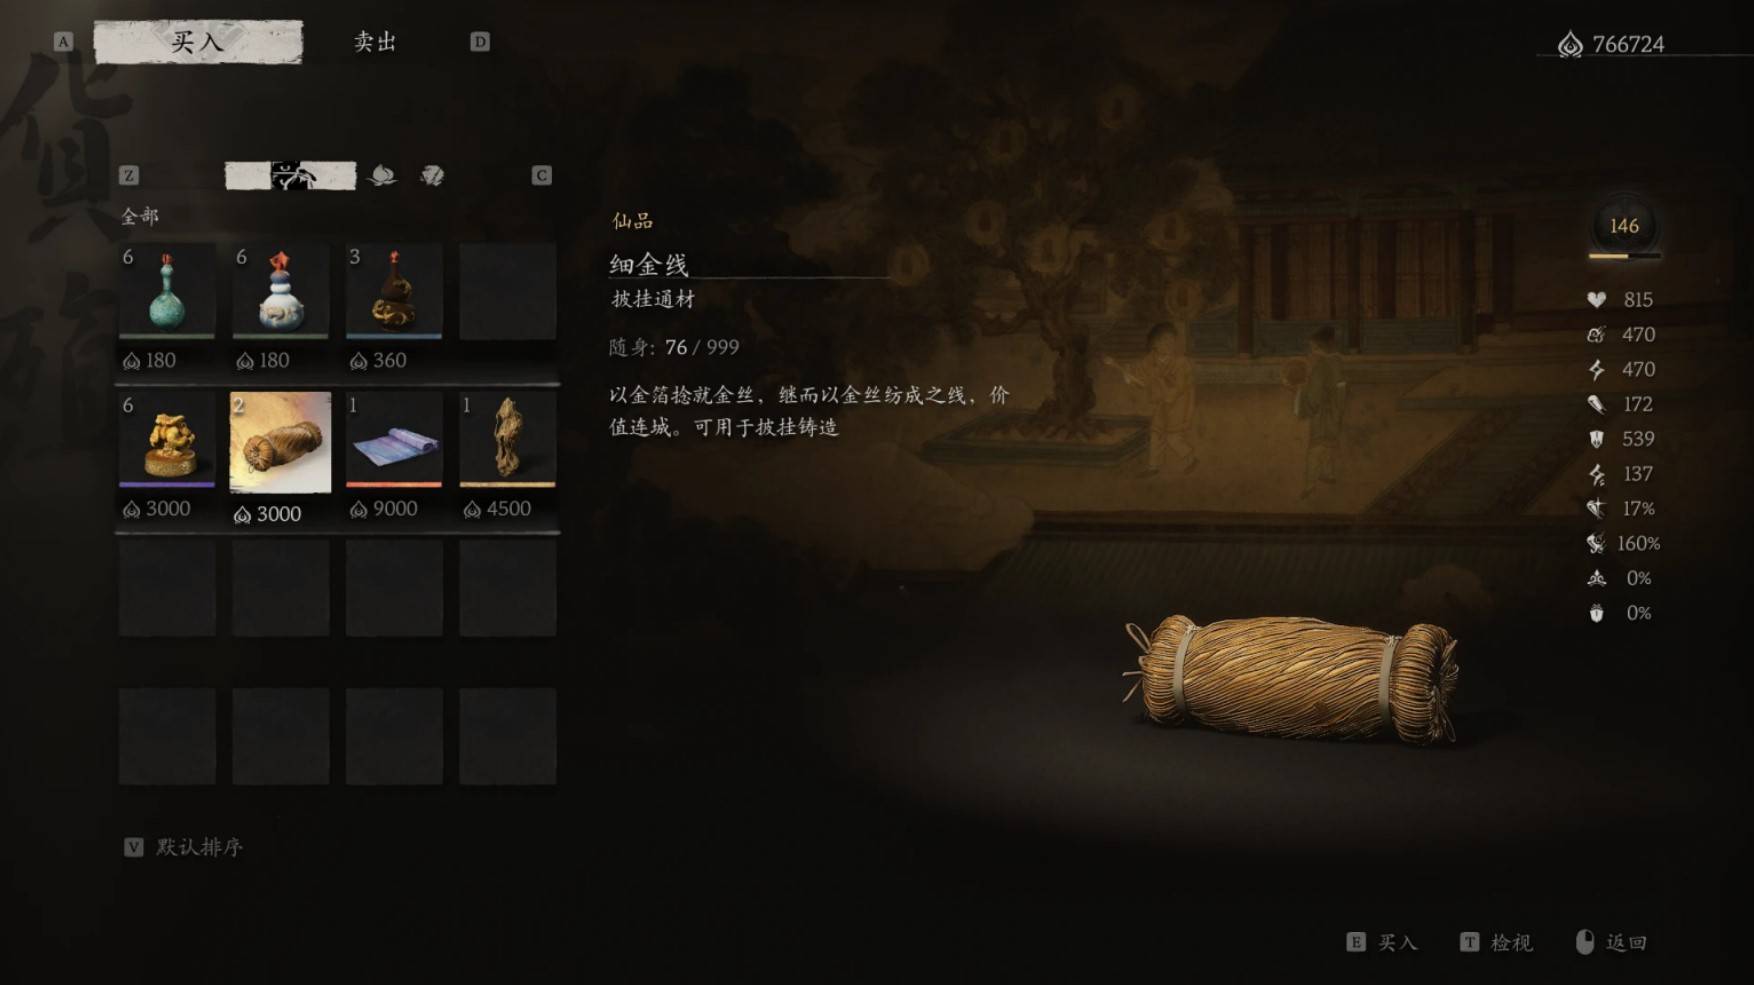 A 买入 卖出 D
766724
货
Z C
全部
6 6 3
180 180 360
6 2 1 1
3000 3000 9000 4500
V 默认排序
仙品
细金线
披挂通材
随身: 76 / 999
以金箔捻就金丝，继而以金丝纺成之线，价
值连城。可用于披挂铸造
146
815
470
470
172
539
137
17%
160%
0%
0%
E 买入 T 检视 返回